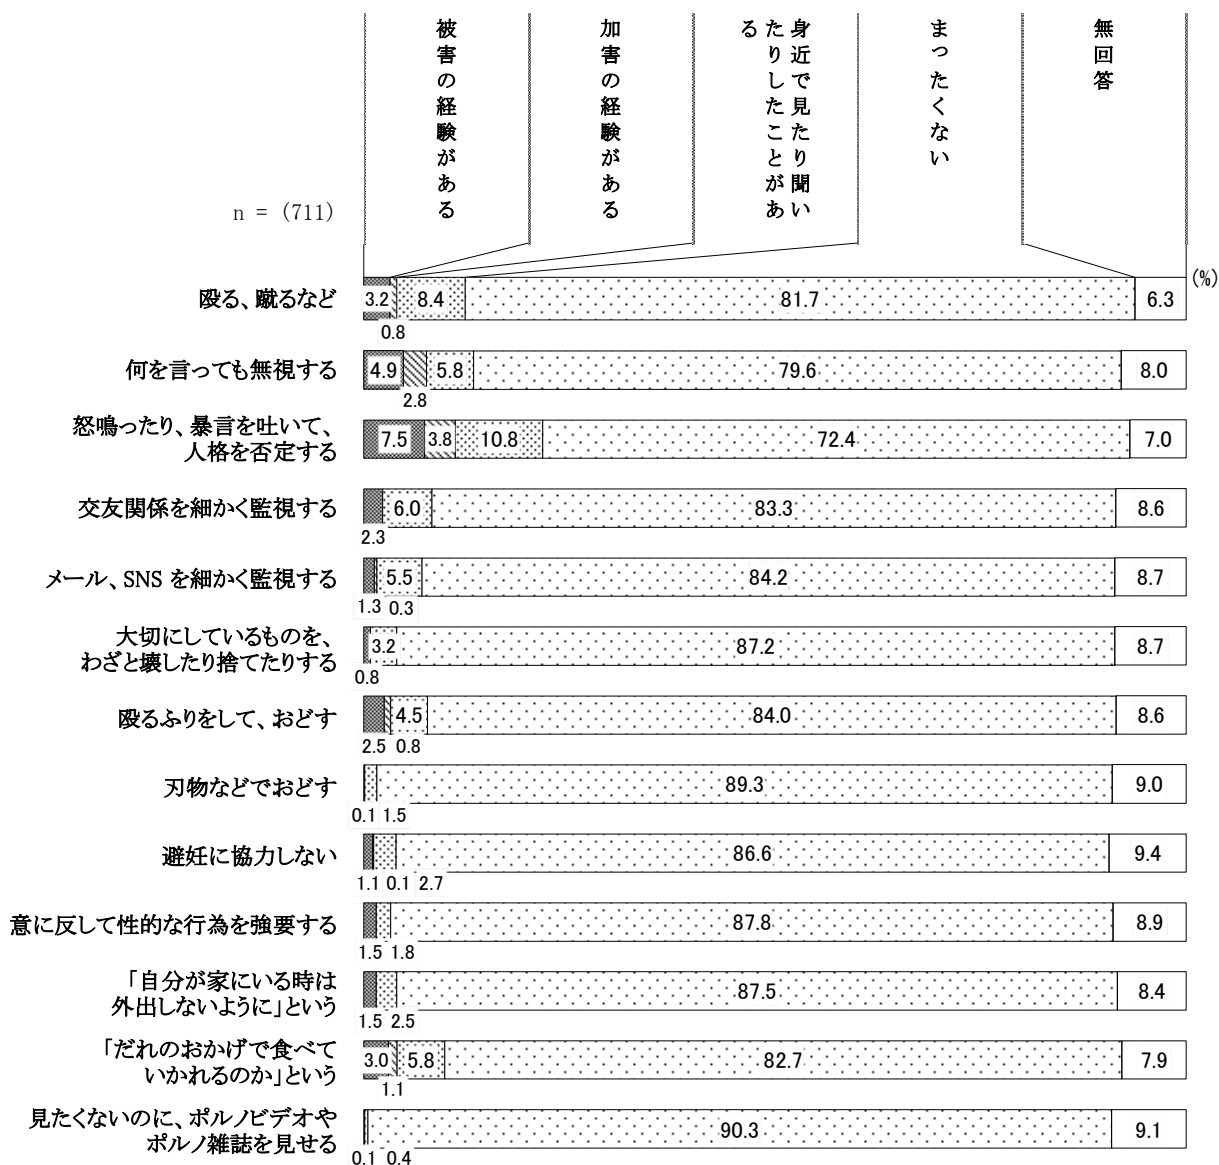 被害の経験がある
加害の経験がある
身近で見たり聞い
たりしたことがあ
る
まったくない
無回答
n = (711)
(%)
殴る、蹴るなど
3.2
8.4
81.7
6.3
0.8
何を言っても無視する
4.9
5.8
79.6
8.0
2.8
怒鳴ったり、暴言を吐いて、
人格を否定する
7.5
3.8
10.8
72.4
7.0
交友関係を細かく監視する
6.0
83.3
8.6
2.3
メール、SNS を細かく監視する
5.5
84.2
8.7
1.3 0.3
大切にしているものを、
わざと壊したり捨てたりする
3.2
87.2
8.7
0.8
殴るふりをして、おどす
4.5
84.0
8.6
2.5 0.8
刃物などでおどす
89.3
9.0
0.1 1.5
避妊に協力しない
86.6
9.4
1.1 0.1 2.7
意に反して性的な行為を強要する
87.8
8.9
1.5 1.8
「自分が家にいる時は
外出しないように」という
87.5
8.4
1.5 2.5
「だれのおかげで食べて
いかれるのか」という
3.0
5.8
82.7
7.9
1.1
見たくないのに、ポルノビデオや
ポルノ雑誌を見せる
90.3
9.1
0.1 0.4